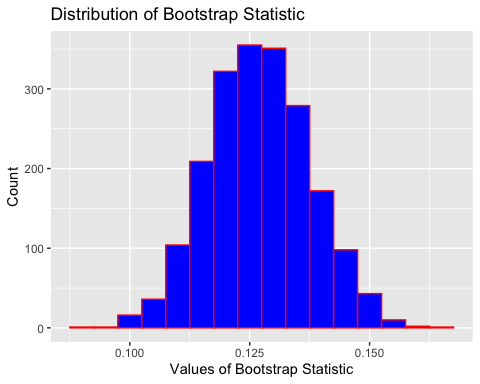 Distribution of Bootstrap Statistic
300
200
100
0
Count
0.100 0.125 0.150
Values of Bootstrap Statistic